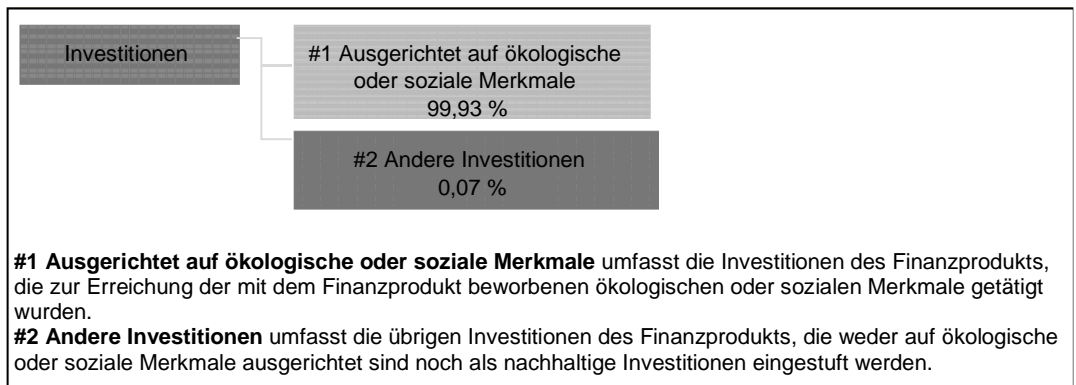 Investitionen
#1 Ausgerichtet auf ökologische
oder soziale Merkmale
99,93 %
#2 Andere Investitionen
0,07 %
#1 Ausgerichtet auf ökologische oder soziale Merkmale umfasst die Investitionen des Finanzprodukts,
die zur Erreichung der mit dem Finanzprodukt beworbenen ökologischen oder sozialen Merkmale getätigt
wurden.
#2 Andere Investitionen umfasst die übrigen Investitionen des Finanzprodukts, die weder auf ökologische
oder soziale Merkmale ausgerichtet sind noch als nachhaltige Investitionen eingestuft werden.